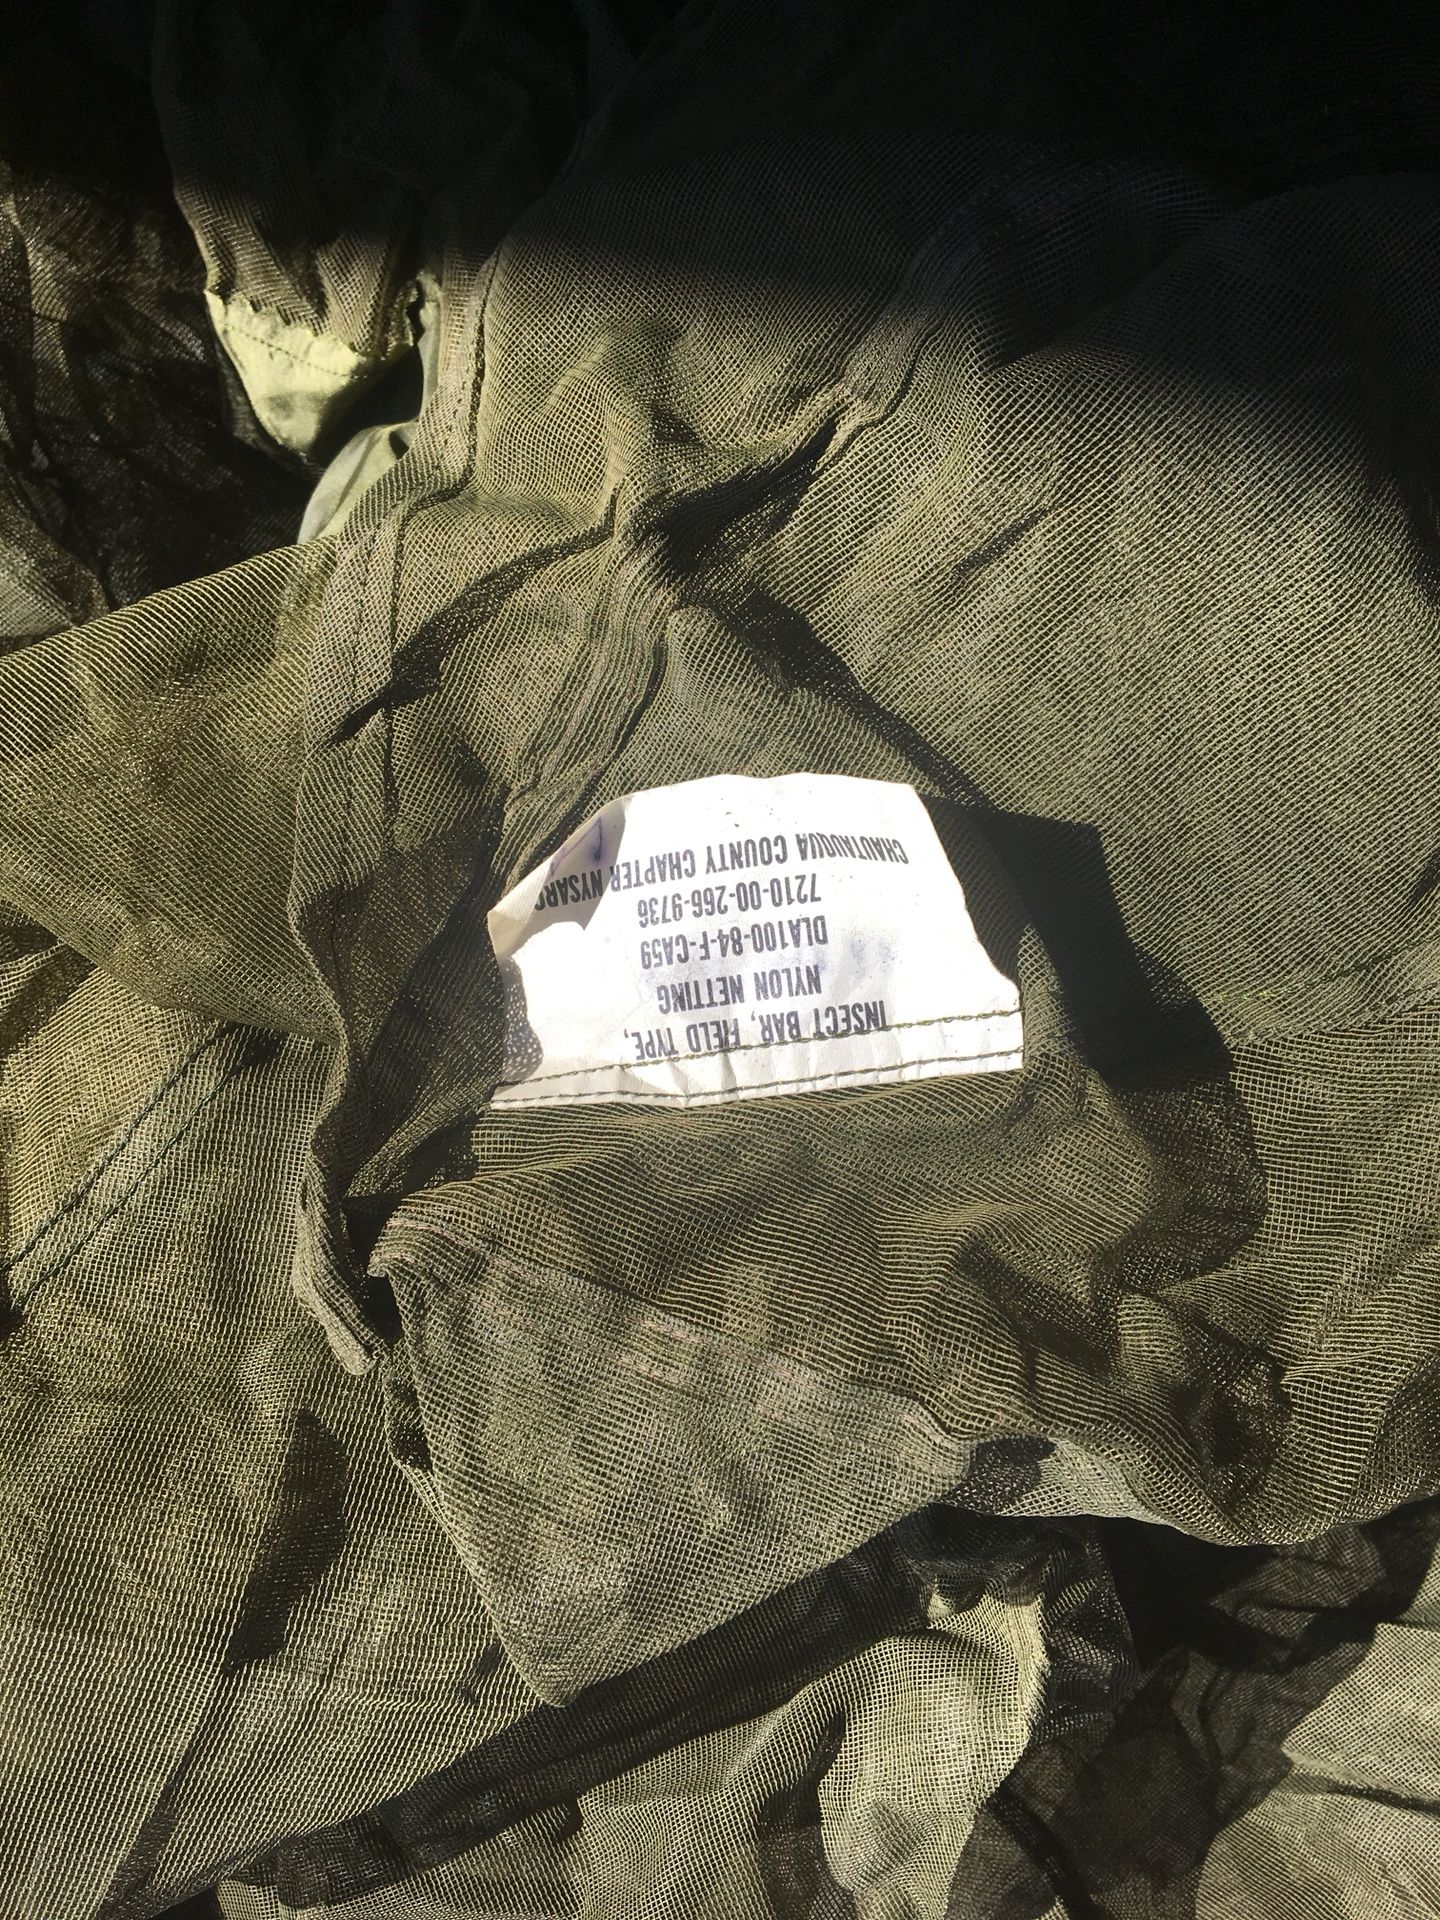 INSECT BAR, FIELD TYPE,
NYLON NETTING
DLA100-84-F-CA59
7210-00-266-9736
CHAUTAUQUA COUNTY CHAPTER NYSARC